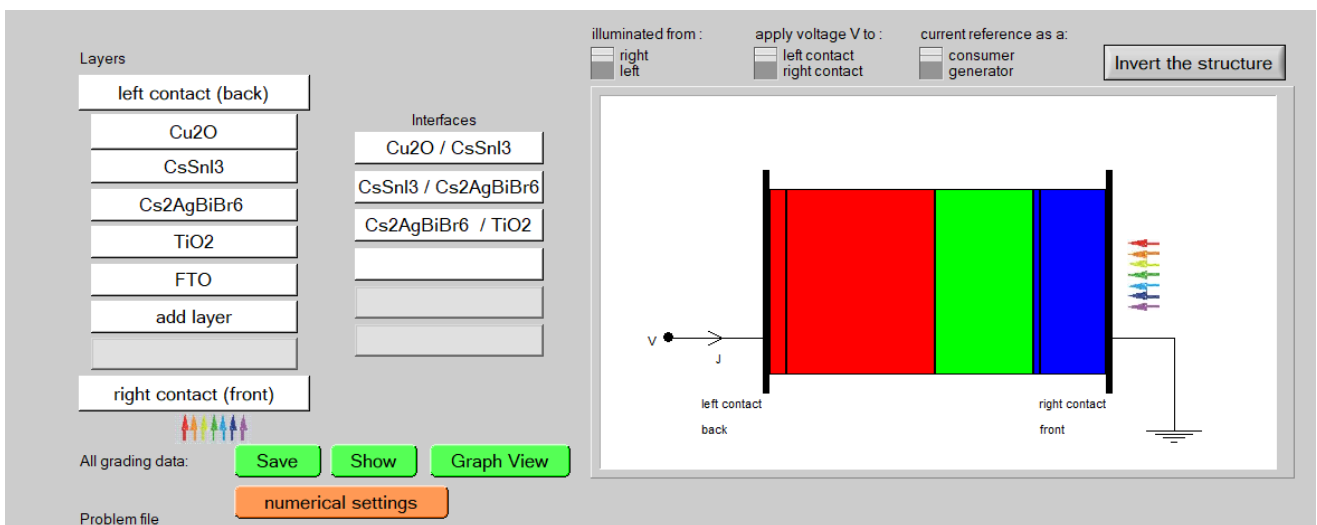 Layers
left contact (back)
Cu2O
CsSnI3
Cs2AgBiBr6
TiO2
FTO
add layer
right contact (front)
Interfaces
Cu2O / CsSnI3
CsSnI3 / Cs2AgBiBr6
Cs2AgBiBr6 / TiO2
illuminated from :
right
left
apply voltage V to :
left contact
right contact
current reference as a:
consumer
generator
Invert the structure
V
J
left contact
back
right contact
front
All grading data:
Save
Show
Graph View
numerical settings
Problem file